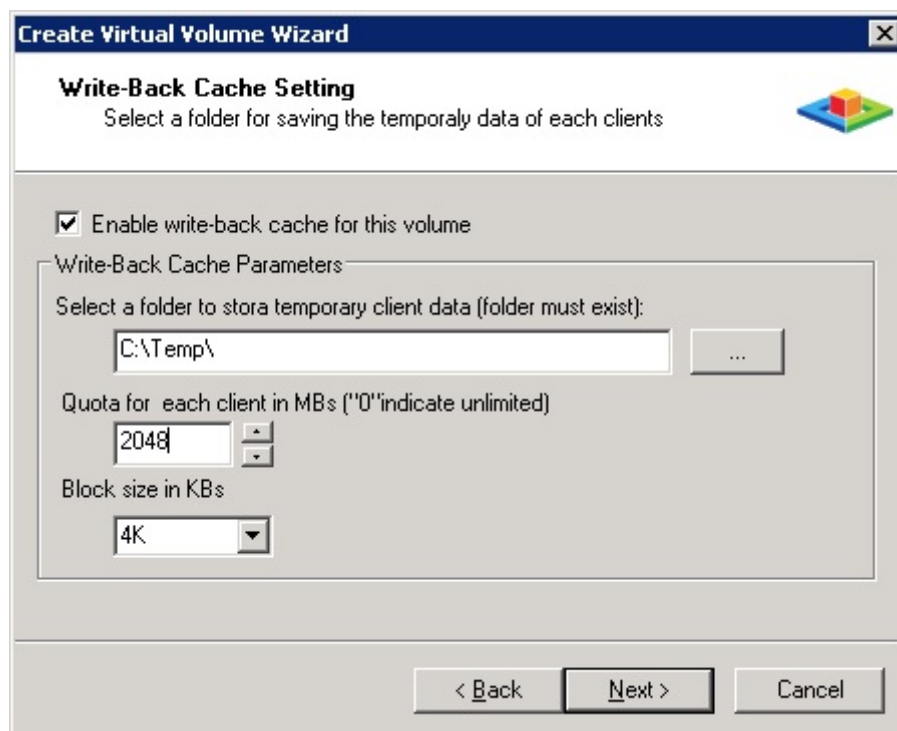 Create Virtual Volume Wizard
Write-Back Cache Setting
Select a folder for saving the temporaly data of each clients
Enable write-back cache for this volume
Write-Back Cache Parameters
Select a folder to stora temporary client data (folder must exist):
C:\Temp\
...
Quota for  each client in MBs ("0"indicate unlimited)
2048
Block size in KBs
4K
< Back
Next >
Cancel